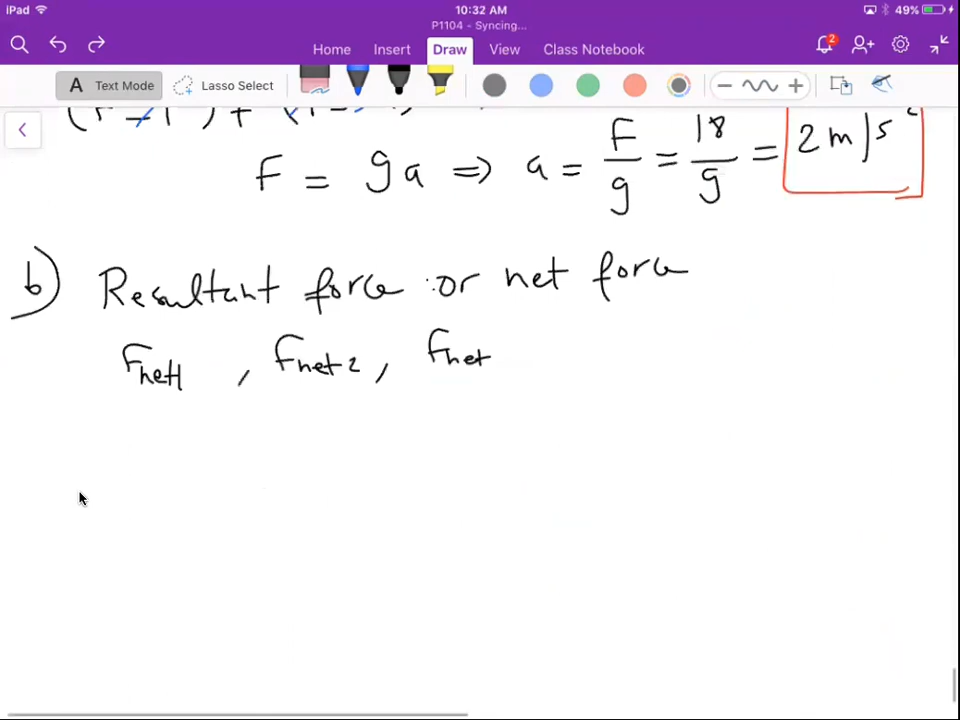 iPad 10:32 AM 49%
P1104 - Syncing...
Home Insert Draw View Class Notebook 2
A Text Mode Lasso Select
F = 9a ⇒ a = F/9 = 18/9 = 2 m/s²
b) Resultant force or net force
Fnet1 , Fnet2 , Fnet